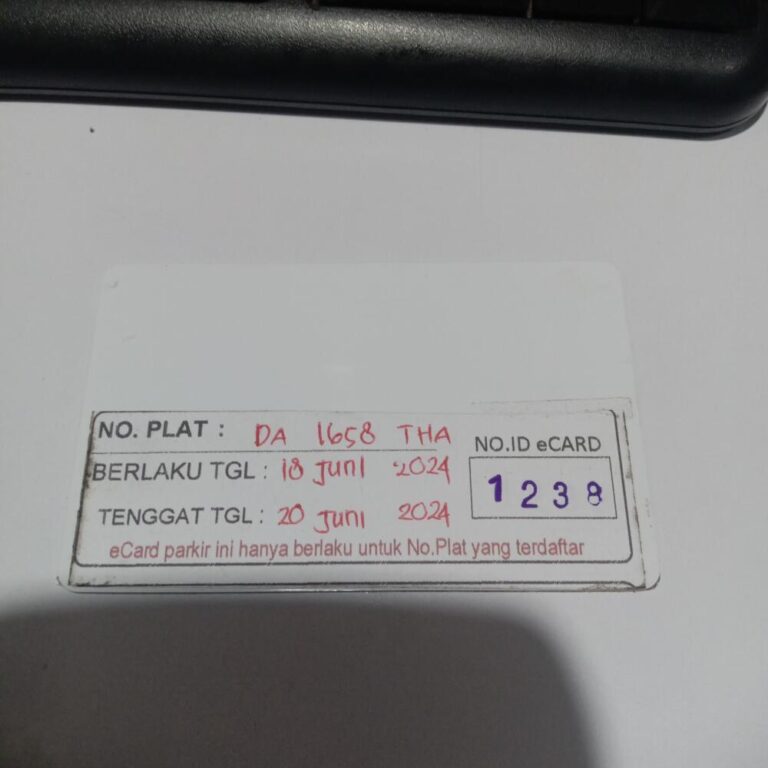 NO. PLAT : DA 1658 THA
NO.ID eCARD
BERLAKU TGL : 18 Juni 2024
1238
TENGGAT TGL : 20 Juni 2024
eCard parkir ini hanya berlaku untuk No.Plat yang terdaftar